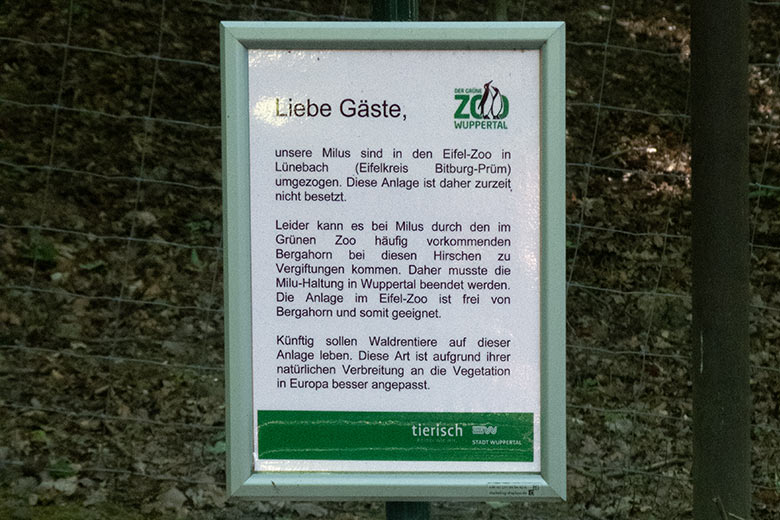 Liebe Gäste,
DER GRÜNE
ZOO
WUPPERTAL
unsere Milus sind in den Eifel-Zoo in
Lünebach (Eifelkreis Bitburg-Prüm)
umgezogen. Diese Anlage ist daher zurzeit
nicht besetzt.
Leider kann es bei Milus durch den im
Grünen Zoo häufig vorkommenden
Bergahorn bei diesen Hirschen zu
Vergiftungen kommen. Daher musste die
Milu-Haltung in Wuppertal beendet werden.
Die Anlage im Eifel-Zoo ist frei von
Bergahorn und somit geeignet.
Künftig sollen Waldrentiere auf dieser
Anlage leben. Diese Art ist aufgrund ihrer
natürlichen Verbreitung an die Vegetation
in Europa besser angepasst.
tierisch
STADT WUPPERTAL